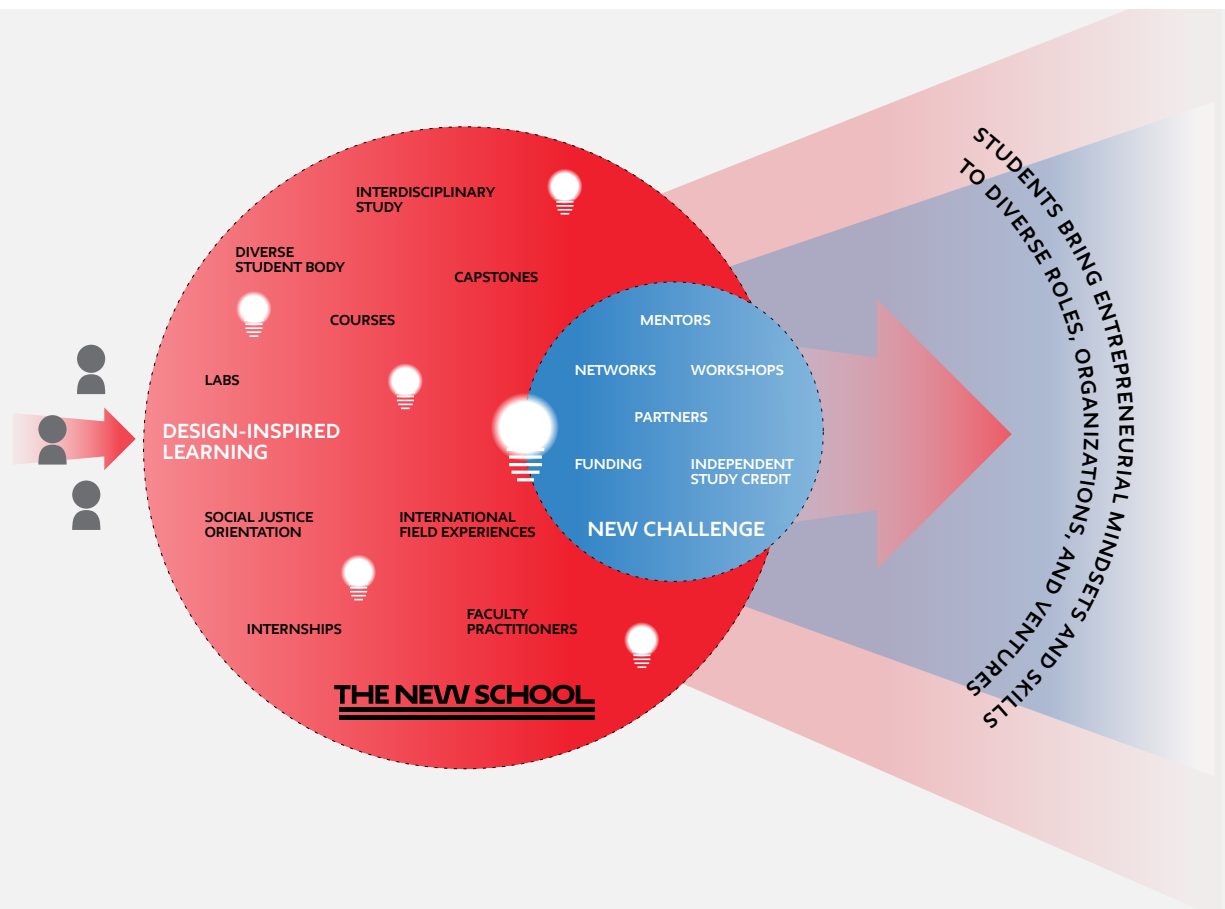 INTERDISCIPLINARY
STUDY
DIVERSE
STUDENT BODY
CAPSTONES
COURSES
LABS
DESIGN-INSPIRED
LEARNING
SOCIAL JUSTICE
ORIENTATION
INTERNATIONAL
FIELD EXPERIENCES
INTERNSHIPS
FACULTY
PRACTITIONERS
THE NEW SCHOOL
MENTORS
NETWORKS
WORKSHOPS
PARTNERS
FUNDING
INDEPENDENT
STUDY CREDIT
NEW CHALLENGE
STUDENTS BRING ENTREPRENEURIAL MINDSETS AND SKILLS
TO DIVERSE ROLES, ORGANIZATIONS, AND VENTURES